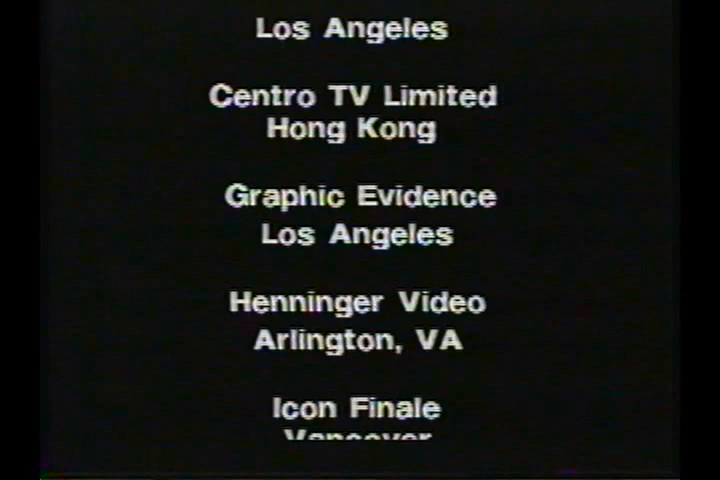 Los Angeles
Centro TV Limited
Hong Kong
Graphic Evidence
Los Angeles
Henninger Video
Arlington, VA
Icon Finale